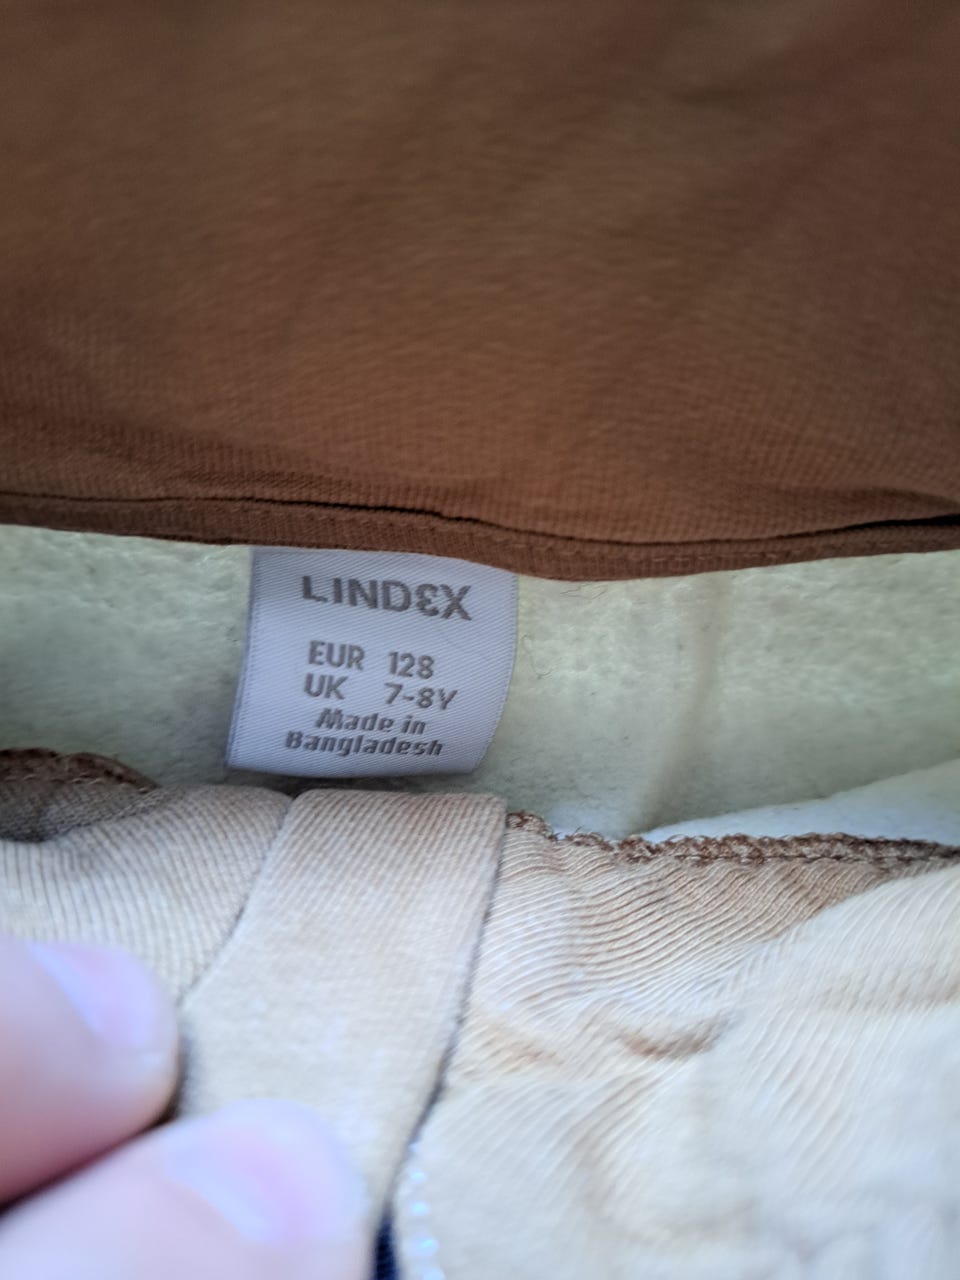 LINDEX
EUR 128
UK 7-8Y
Made in
Bangladesh